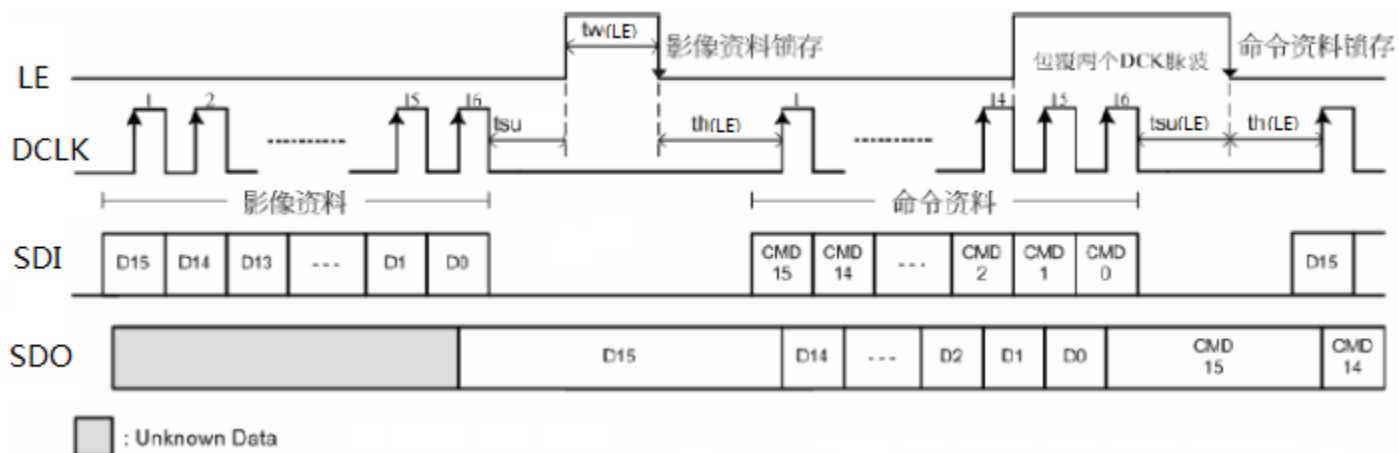 tw(LE) 影像资料锁存 包覆两个DCK脉波 命令资料锁存
LE
1 2 15 16 tsu th(LE) 1 14 15 16 tsu(LE) th(LE)
DCLK
影像资料 命令资料
SDI D15 D14 D13 --- D1 D0 CMD 15 CMD 14 --- CMD 2 CMD 1 CMD 0 D15
SDO D15 D14 --- D2 D1 D0 CMD 15 CMD 14
: Unknown Data